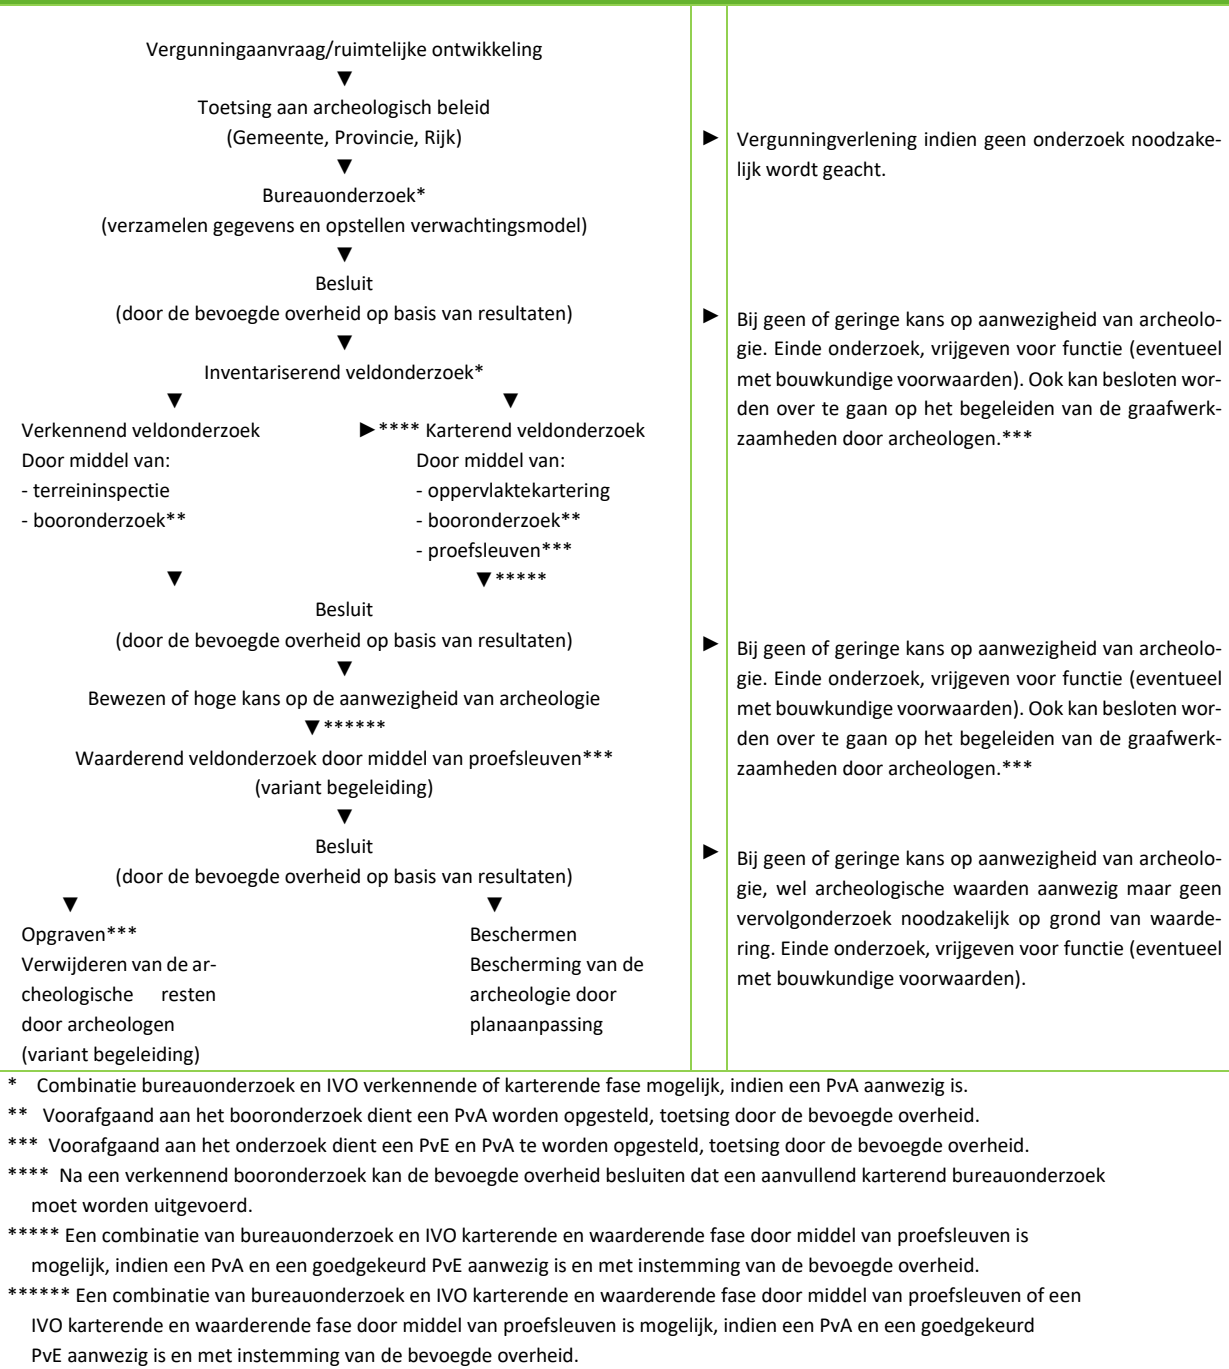 Vergunningaanvraag/ruimtelijke ontwikkeling
▼
Toetsing aan archeologisch beleid
(Gemeente, Provincie, Rijk)
▼
Bureauonderzoek*
(verzamelen gegevens en opstellen verwachtingsmodel)
▼
Besluit
(door de bevoegde overheid op basis van resultaten)
▼
Inventariserend veldonderzoek*
▼ ▼
Verkennend veldonderzoek
Door middel van:
- terreininspectie
- booronderzoek**
▼
►**** Karterend veldonderzoek
Door middel van:
- oppervlaktekartering
- booronderzoek**
- proefsleuven***
▼*****
Besluit
(door de bevoegde overheid op basis van resultaten)
▼
Bewezen of hoge kans op de aanwezigheid van archeologie
▼******
Waarderend veldonderzoek door middel van proefsleuven***
(variant begeleiding)
▼
Besluit
(door de bevoegde overheid op basis van resultaten)
▼ ▼
Opgraven***
Verwijderen van de ar-
cheologische resten
door archeologen
(variant begeleiding)
Beschermen
Bescherming van de
archeologie door
planaanpassing
► Vergunningverlening indien geen onderzoek noodzake-
lijk wordt geacht.
► Bij geen of geringe kans op aanwezigheid van archeolo-
gie. Einde onderzoek, vrijgeven voor functie (eventueel
met bouwkundige voorwaarden). Ook kan besloten wor-
den over te gaan op het begeleiden van de graafwerk-
zaamheden door archeologen.***
► Bij geen of geringe kans op aanwezigheid van archeolo-
gie. Einde onderzoek, vrijgeven voor functie (eventueel
met bouwkundige voorwaarden). Ook kan besloten wor-
den over te gaan op het begeleiden van de graafwerk-
zaamheden door archeologen.***
► Bij geen of geringe kans op aanwezigheid van archeolo-
gie, wel archeologische waarden aanwezig maar geen
vervolgonderzoek noodzakelijk op grond van waarde-
ring. Einde onderzoek, vrijgeven voor functie (eventueel
met bouwkundige voorwaarden).
* Combinatie bureauonderzoek en IVO verkennende of karterende fase mogelijk, indien een PvA aanwezig is.
** Voorafgaand aan het booronderzoek dient een PvA worden opgesteld, toetsing door de bevoegde overheid.
*** Voorafgaand aan het onderzoek dient een PvE en PvA te worden opgesteld, toetsing door de bevoegde overheid.
**** Na een verkennend booronderzoek kan de bevoegde overheid besluiten dat een aanvullend karterend bureauonderzoek
moet worden uitgevoerd.
***** Een combinatie van bureauonderzoek en IVO karterende en waarderende fase door middel van proefsleuven is
mogelijk, indien een PvA en een goedgekeurd PvE aanwezig is en met instemming van de bevoegde overheid.
****** Een combinatie van bureauonderzoek en IVO karterende en waarderende fase door middel van proefsleuven of een
IVO karterende en waarderende fase door middel van proefsleuven is mogelijk, indien een PvA en een goedgekeurd
PvE aanwezig is en met instemming van de bevoegde overheid.